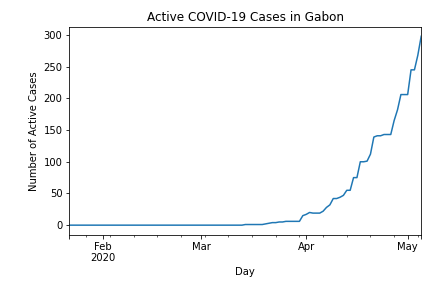 Active COVID-19 Cases in Gabon
300
250
200
150
100
50
0
Number of Active Cases
Feb
2020
Mar
Apr
May
Day